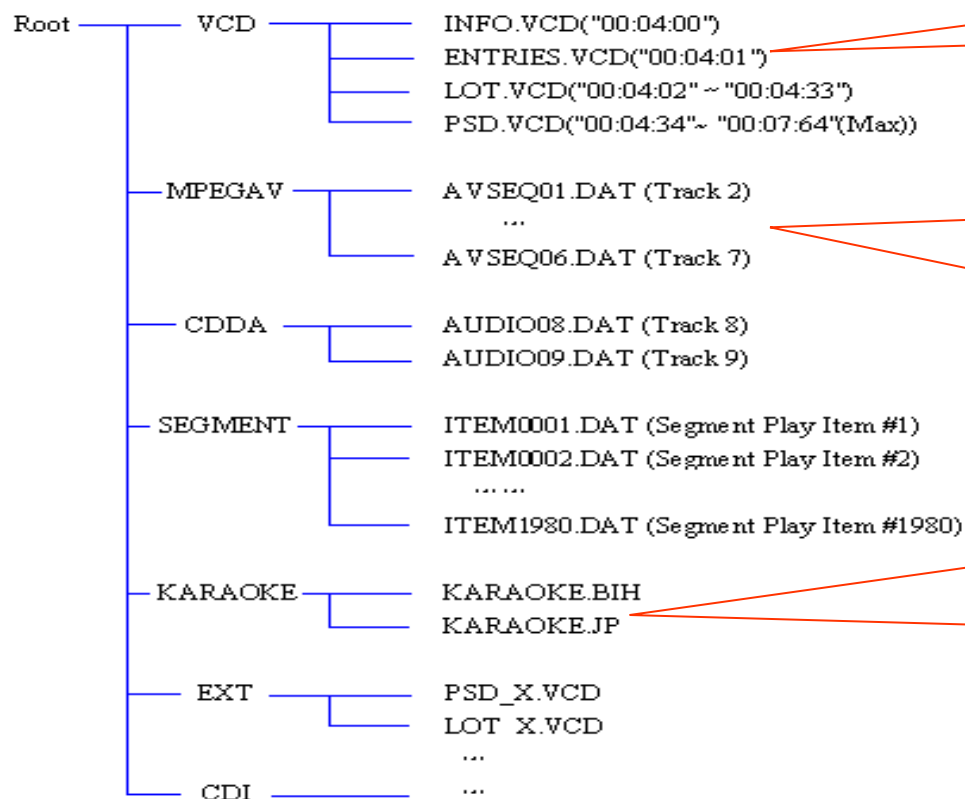 Root VCD INFO.VCD("00:04:00")
ENTRIES.VCD("00:04:01")
LOT.VCD("00:04:02" ~ "00:04:33")
PSD.VCD("00:04:34"~ "00:07:64"(Max))
MPEGAV AVSEQ01.DAT (Track 2)
...
AVSEQ06.DAT (Track 7)
CDDA AUDIO08.DAT (Track 8)
AUDIO09.DAT (Track 9)
SEGMENT ITEM0001.DAT (Segment Play Item #1)
ITEM0002.DAT (Segment Play Item #2)
... ...
ITEM1980.DAT (Segment Play Item #1980)
KARAOKE KARAOKE.BIH
KARAOKE.JP
EXT PSD_X.VCD
LOT_X.VCD
...
CDI ...